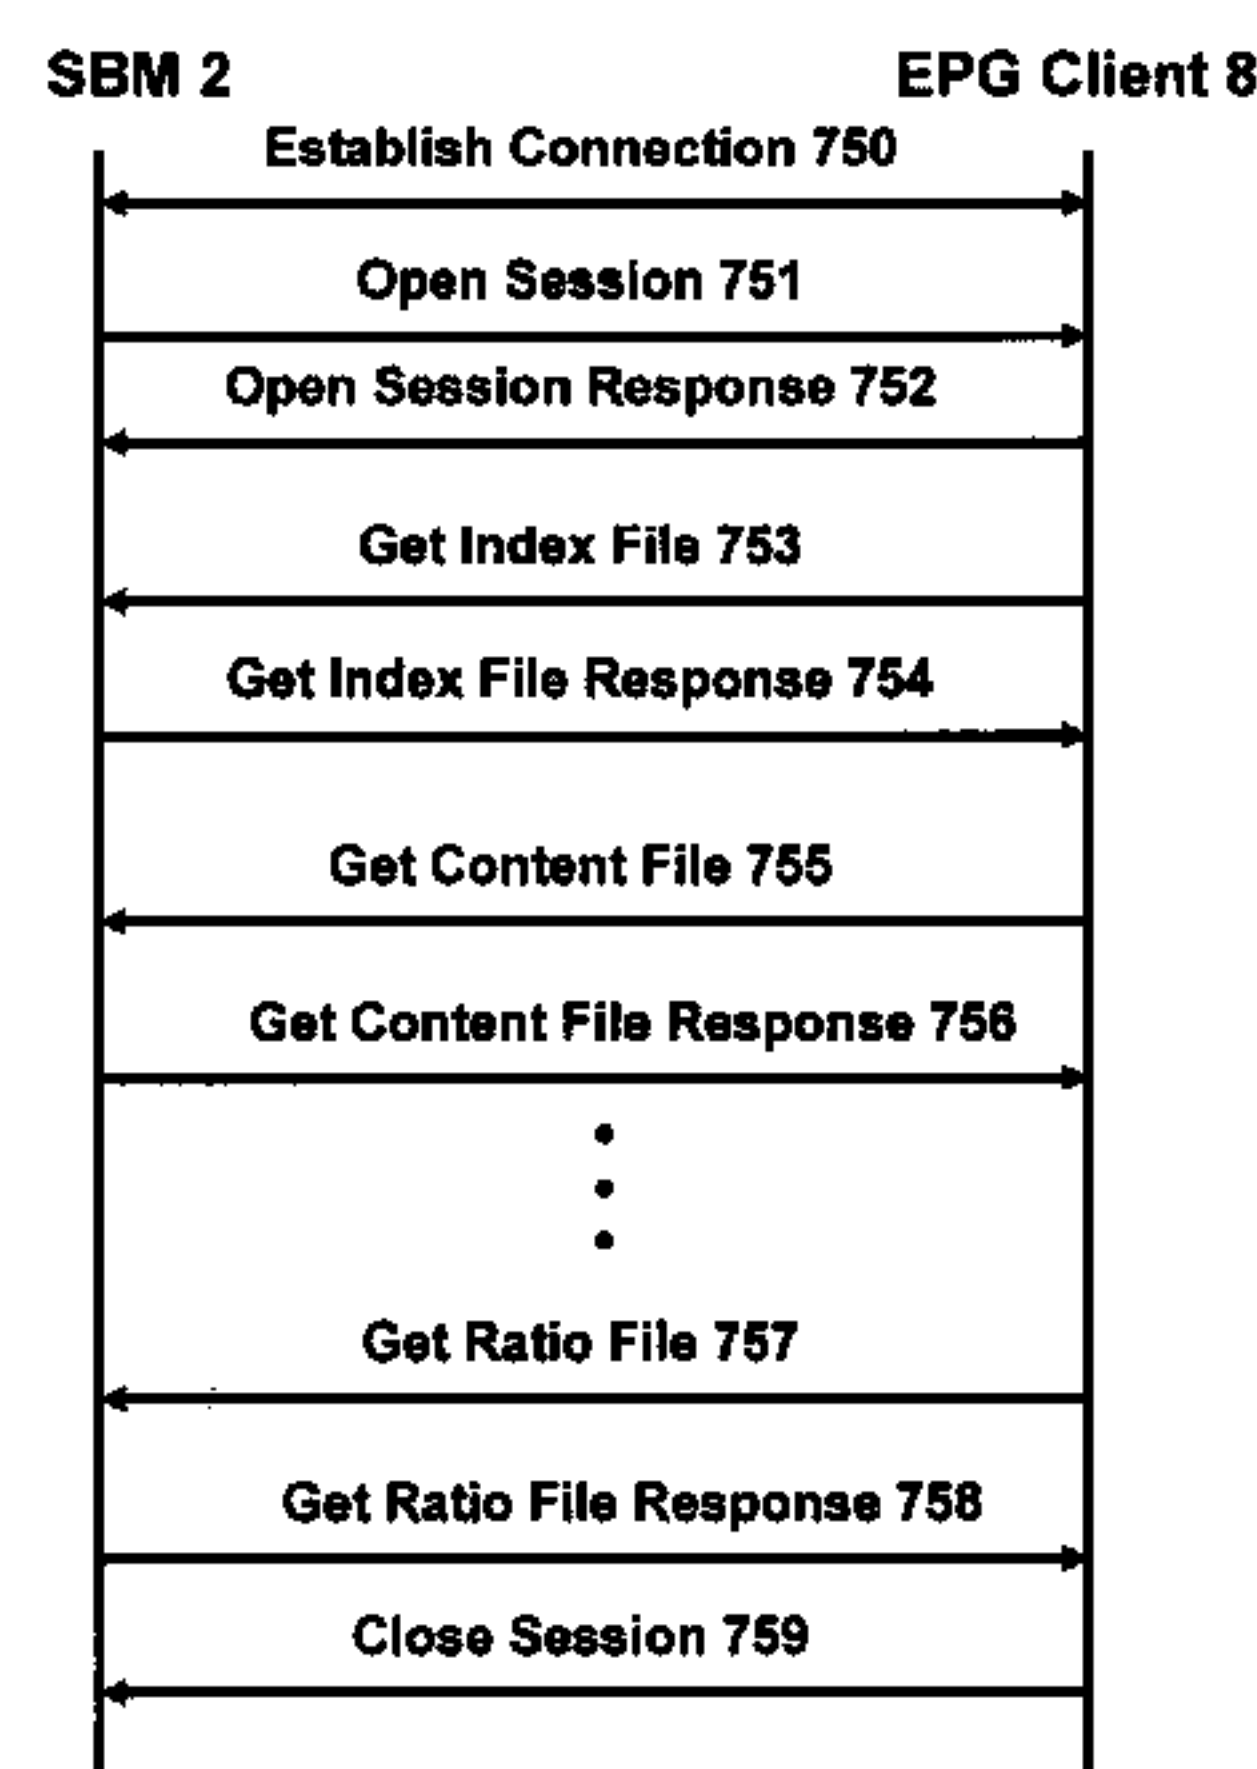 SBM 2
EPG Client 8
Establish Connection 750
Open Session 751
Open Session Response 752
Get Index File 753
Get Index File Response 754
Get Content File 755
Get Content File Response 756
Get Ratio File 757
Get Ratio File Response 758
Close Session 759